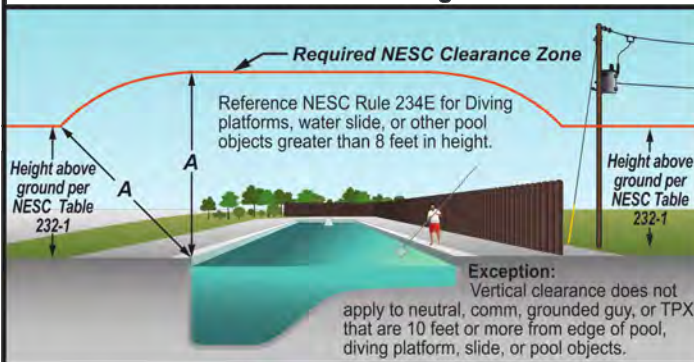 Required NESC Clearance Zone
Reference NESC Rule 234E for Diving
platforms, water slide, or other pool
objects greater than 8 feet in height.
A
A
Height above
ground per
NESC Table
232-1
Height above
ground per
NESC Table
232-1
Exception:
Vertical clearance does not
apply to neutral, comm, grounded guy, or TPX
that are 10 feet or more from edge of pool,
diving platform, slide, or pool objects.